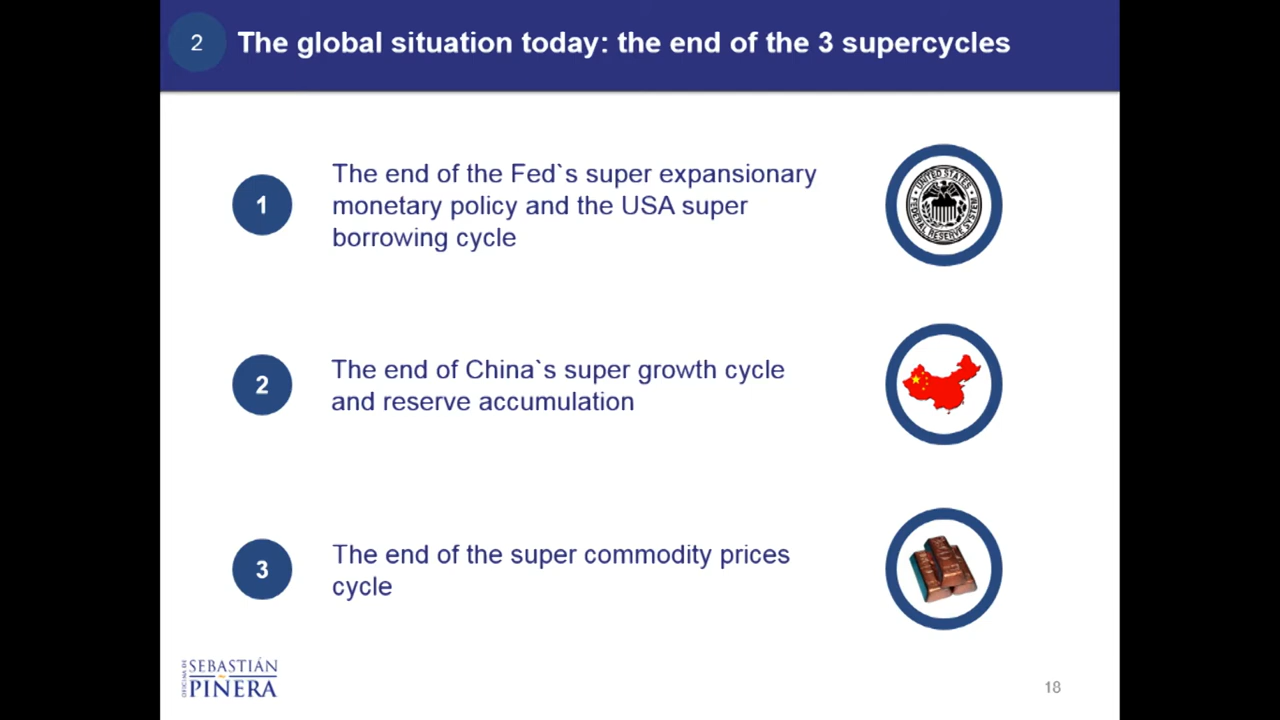 2
The global situation today: the end of the 3 supercycles
1
The end of the Fed`s super expansionary
monetary policy and the USA super
borrowing cycle
UNITED STATES
FEDERAL RESERVE SYSTEM
2
The end of China`s super growth cycle
and reserve accumulation
3
The end of the super commodity prices
cycle
OFICINA DE
SEBASTIÁN
PIÑERA
18